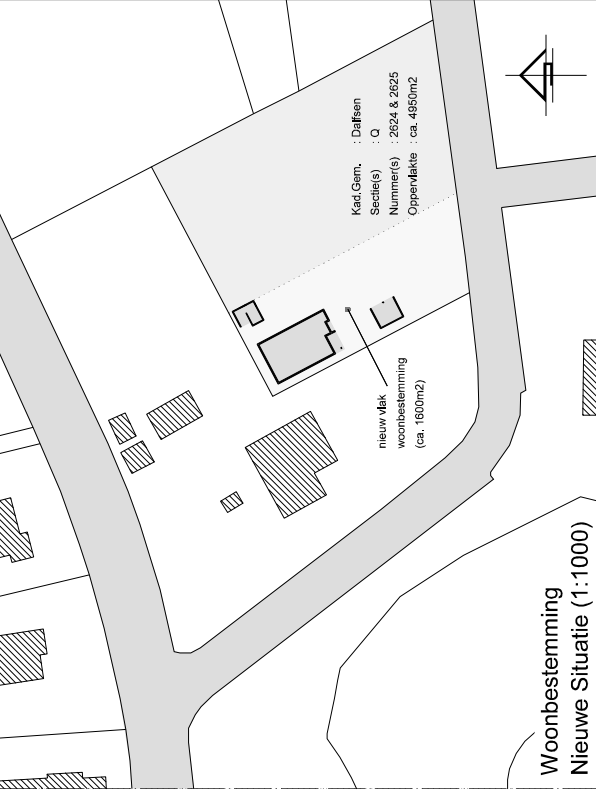 Kad.Gem. : Dalfsen
Sectie(s) : Q
Nummer(s) : 2624 & 2625
Oppervlakte : ca. 4950m2
nieuw vlak
woonbestemming
(ca. 1600m2)
Woonbestemming
Nieuwe Situatie (1:1000)